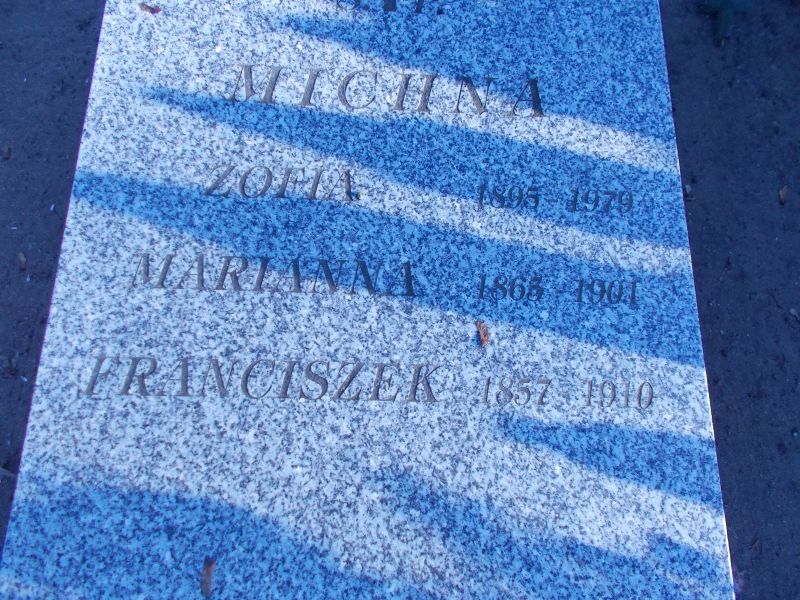 MICHNA
ZOFIA 1895-1979
MARIANNA 1865-1901
FRANCISZEK 1857-1910